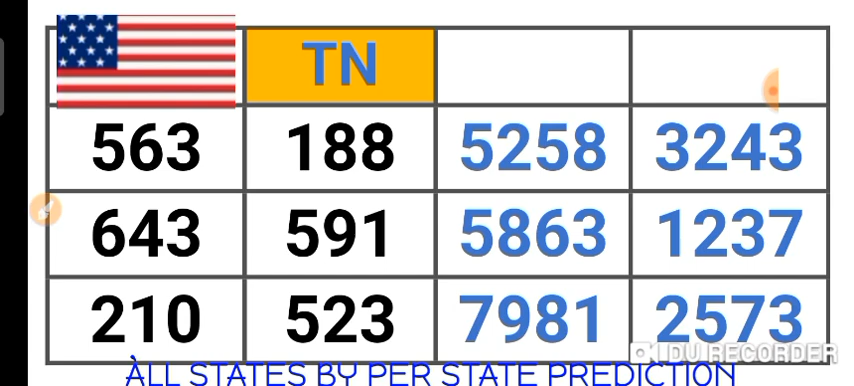 TN
563 188 5258 3243
643 591 5863 1237
210 523 7981 2573
DU RECORDER
ÀLL STATES BY PER STATE PREDICTION